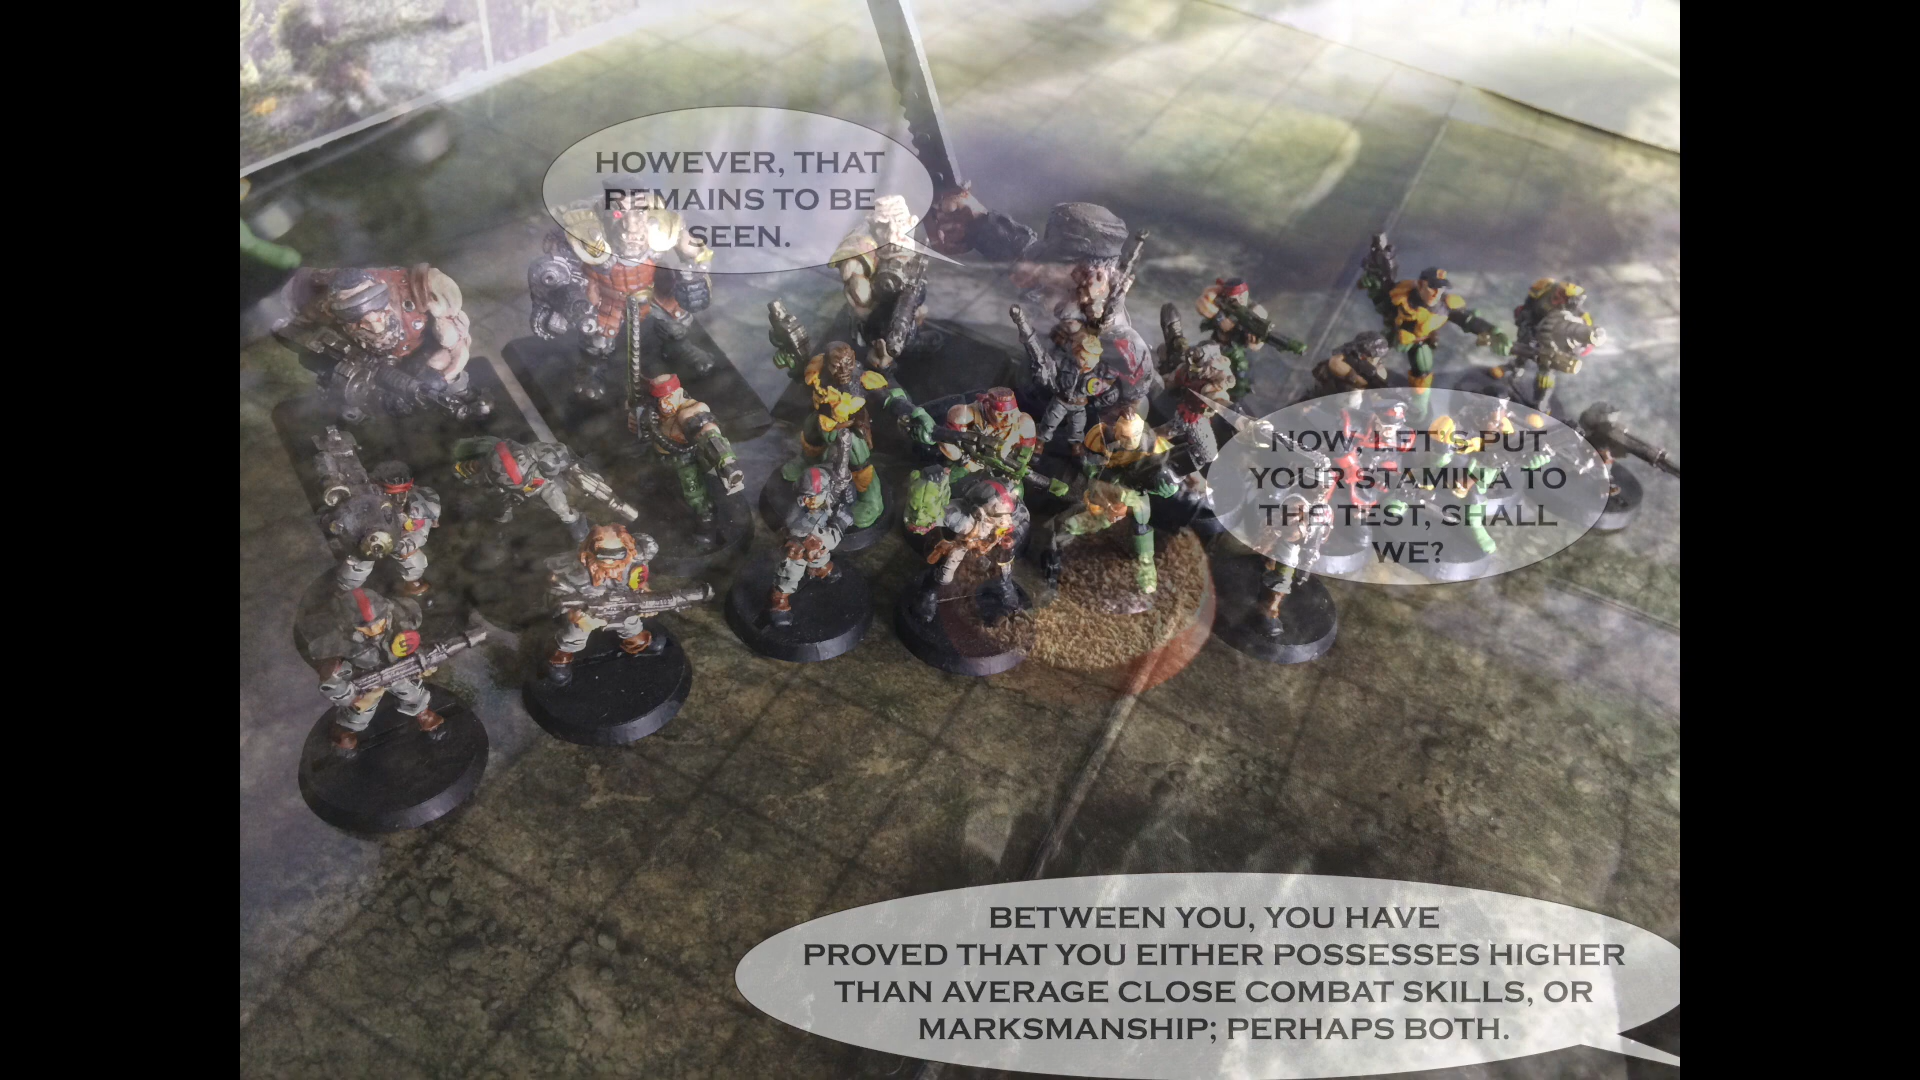 HOWEVER, THAT
REMAINS TO BE
SEEN.
NOW, LET'S PUT
YOUR STAMINA TO
THE TEST, SHALL
WE?
BETWEEN YOU, YOU HAVE
PROVED THAT YOU EITHER POSSESSES HIGHER
THAN AVERAGE CLOSE COMBAT SKILLS, OR
MARKSMANSHIP; PERHAPS BOTH.